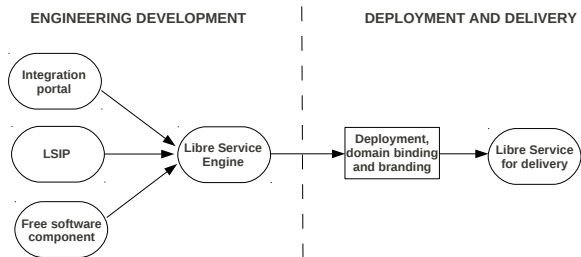 ENGINEERING DEVELOPMENT
DEPLOYMENT AND DELIVERY
Integration
portal
LSIP
Free software
component
Libre Service
Engine
Deployment,
domain binding
and branding
Libre Service
for delivery